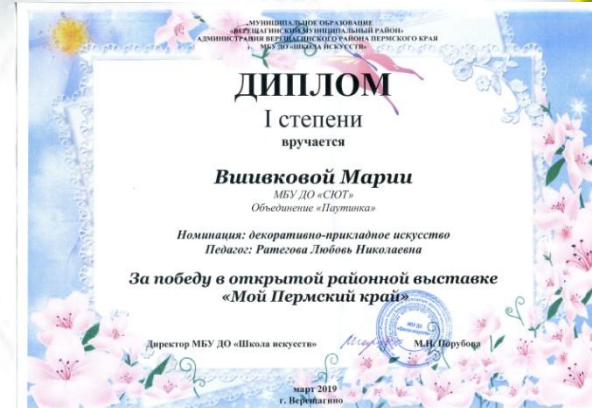 МУНИЦИПАЛЬНОЕ ОБРАЗОВАНИЕ
«ВЕРЕЩАГИНСКИЙ МУНИЦИПАЛЬНЫЙ РАЙОН»
АДМИНИСТРАЦИЯ ВЕРЕЩАГИНСКОГО РАЙОНА ПЕРМСКОГО КРАЯ
МБУ ДО «ШКОЛА ИСКУССТВ»
ДИПЛОМ
I степени
вручается
Вшивковой Марии
МБУ ДО «СЮТ»
Объединение «Паутинка»
Номинация: декоративно-прикладное искусство
Педагог: Ратегова Любовь Николаевна
За победу в открытой районной выставке
«Мой Пермский край»
Директор МБУ ДО «Школа искусств» М.Н. Порубова
март 2019
г. Верещагино